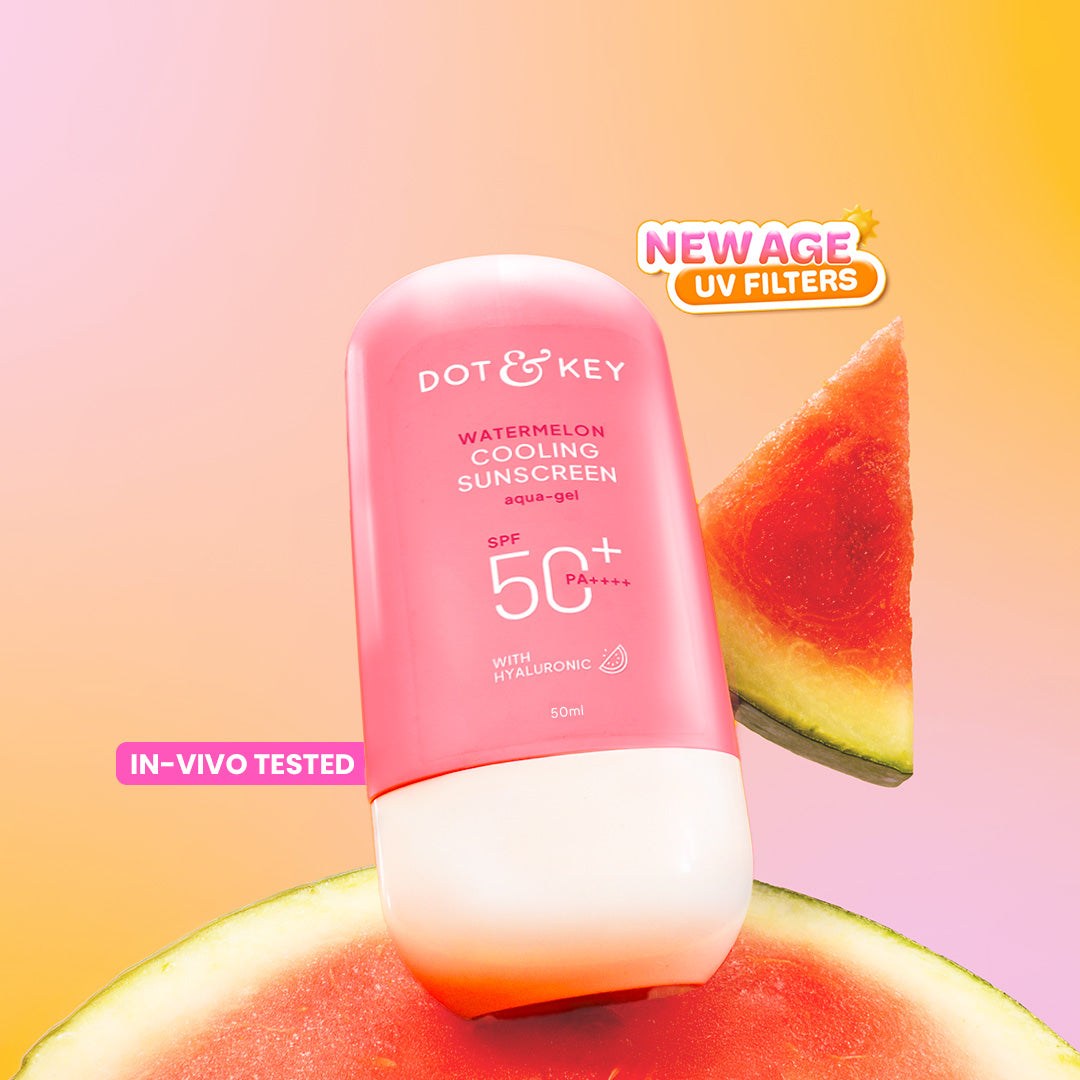 NEW AGE
UV FILTERS
DOT & KEY
WATERMELON
COOLING
SUNSCREEN
aqua-gel
SPF
50+
PA++++
WITH
HYALURONIC
50ml
IN-VIVO TESTED